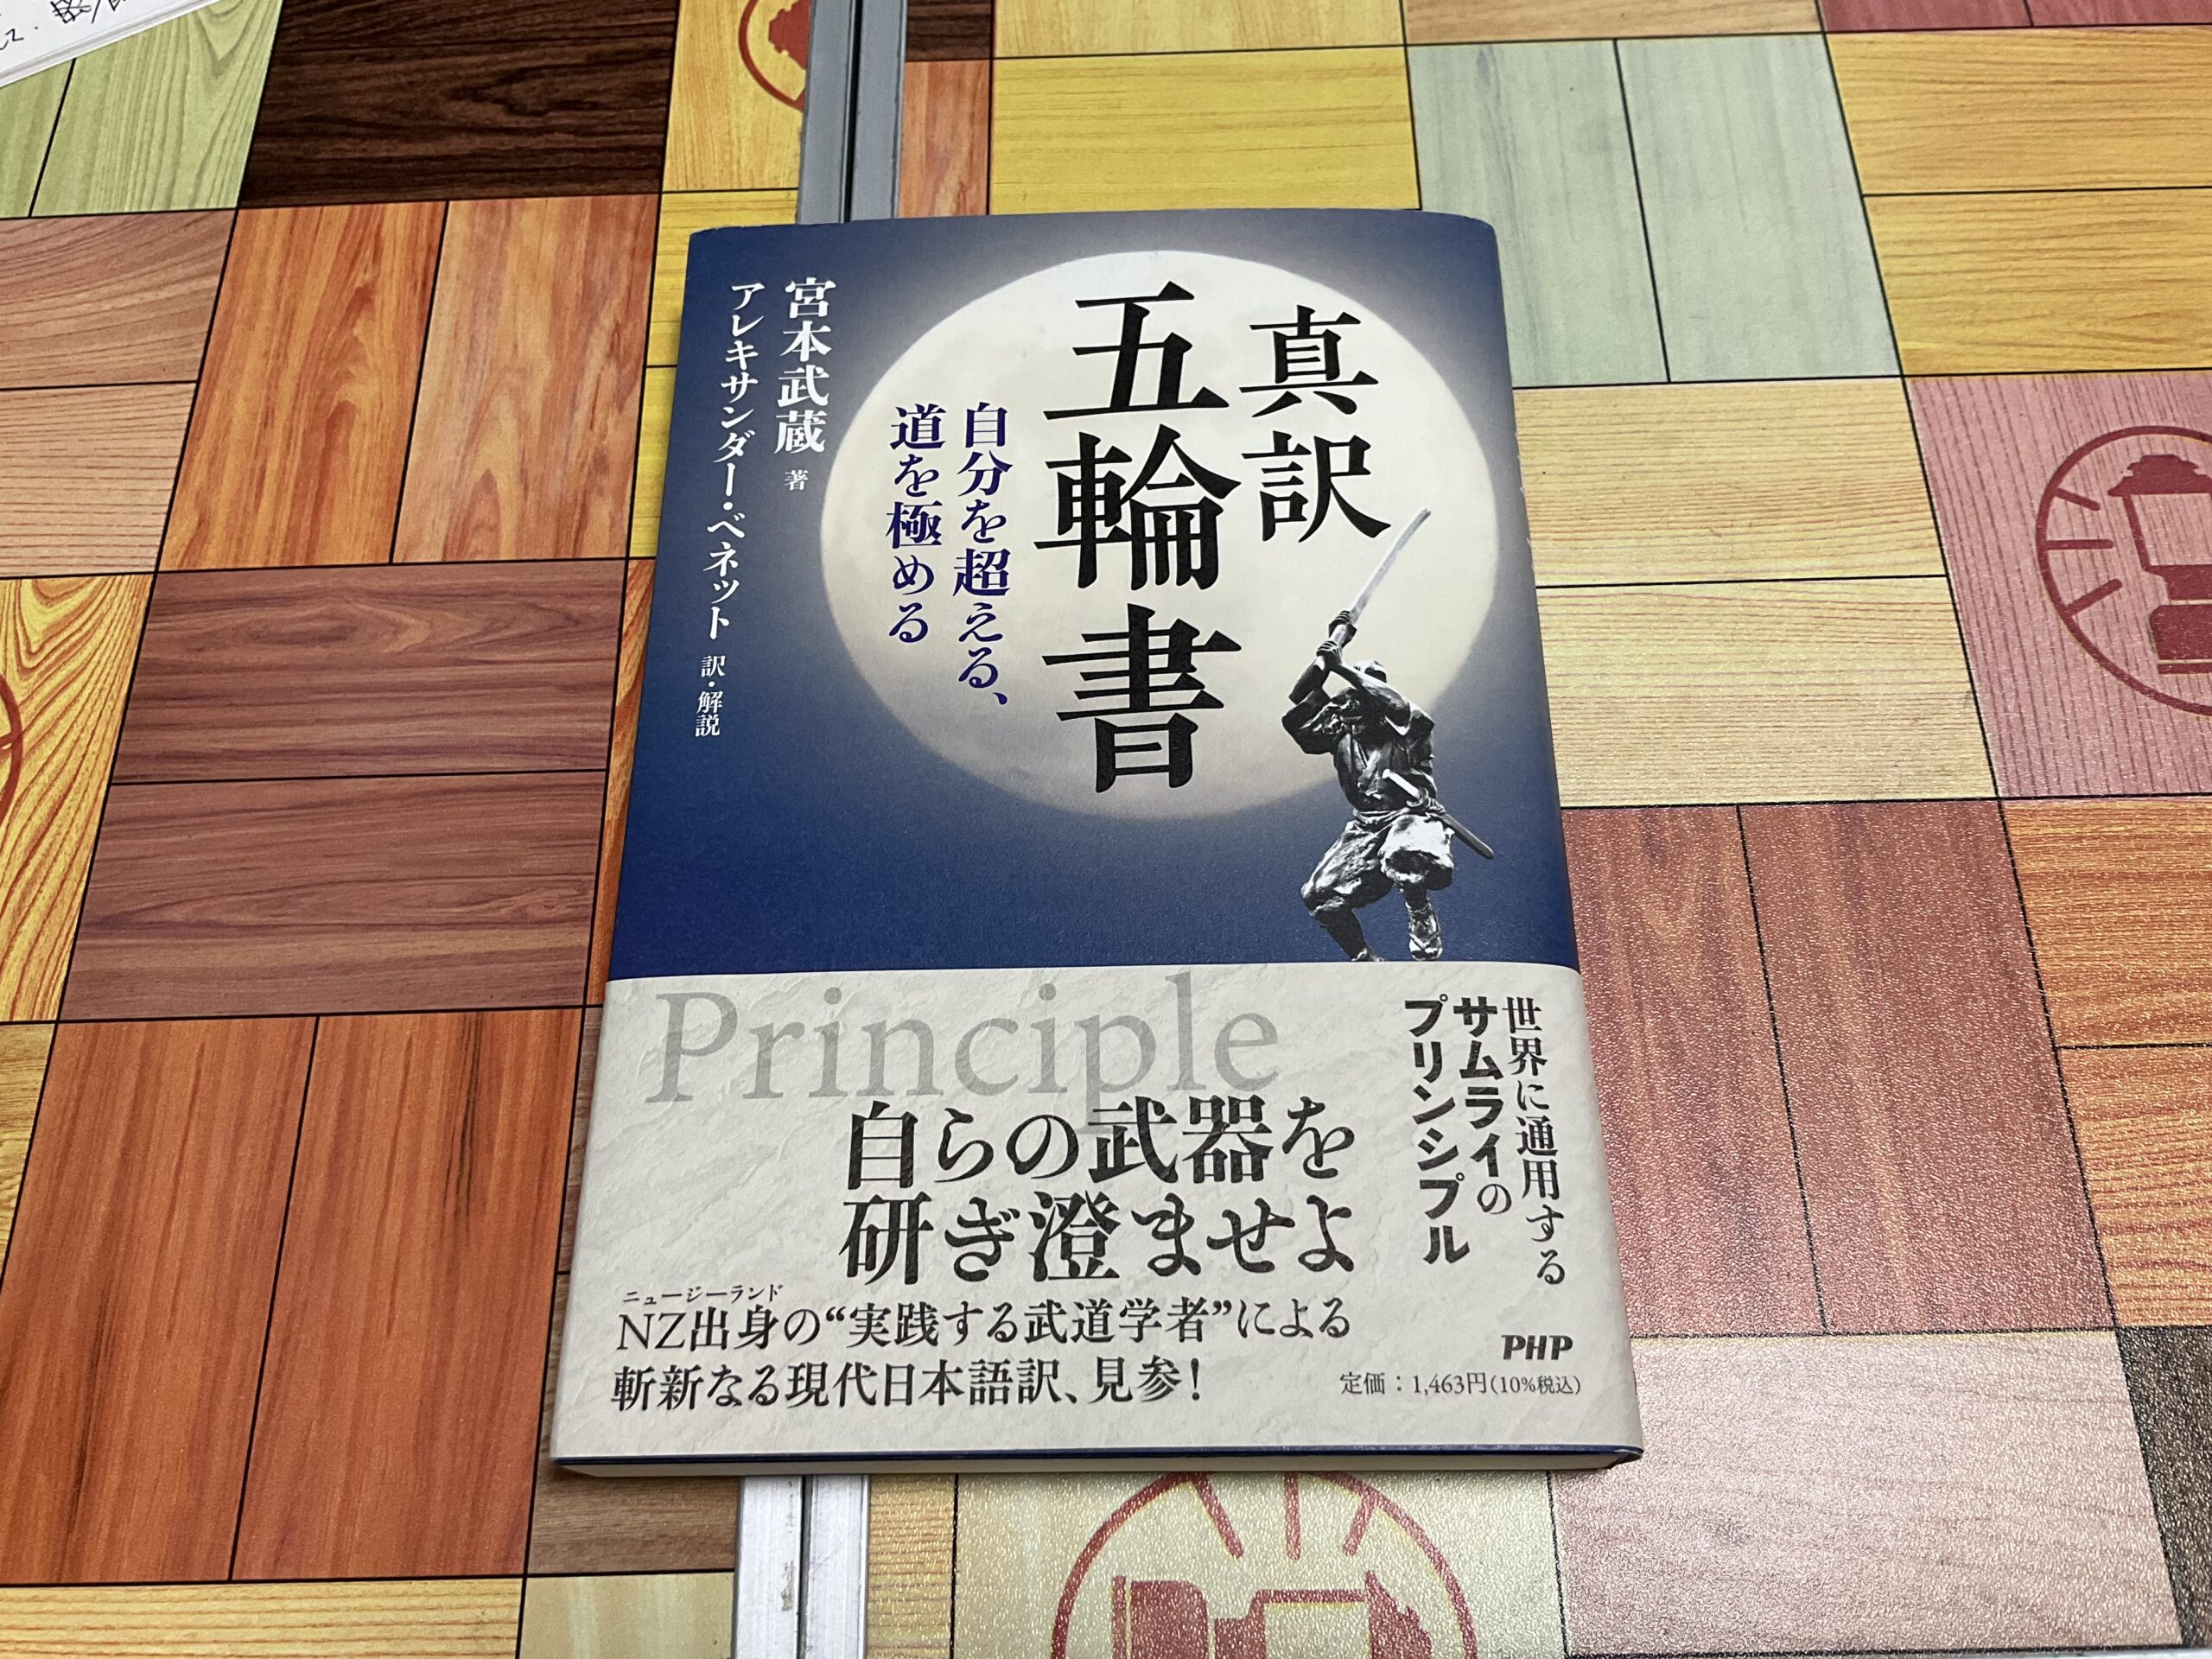 真訳
五輪書
自分を超える、
道を極める
宮本武蔵 著
アレキサンダー・ベネット 訳・解説
世界に通用する
サムライの
プリンシプル
Principle
自らの武器を
研ぎ澄ませよ
ニュージーランド
NZ出身の“実践する武道学者”による
斬新なる現代日本語訳、見参！
PHP
定価：1,463円(10%税込)